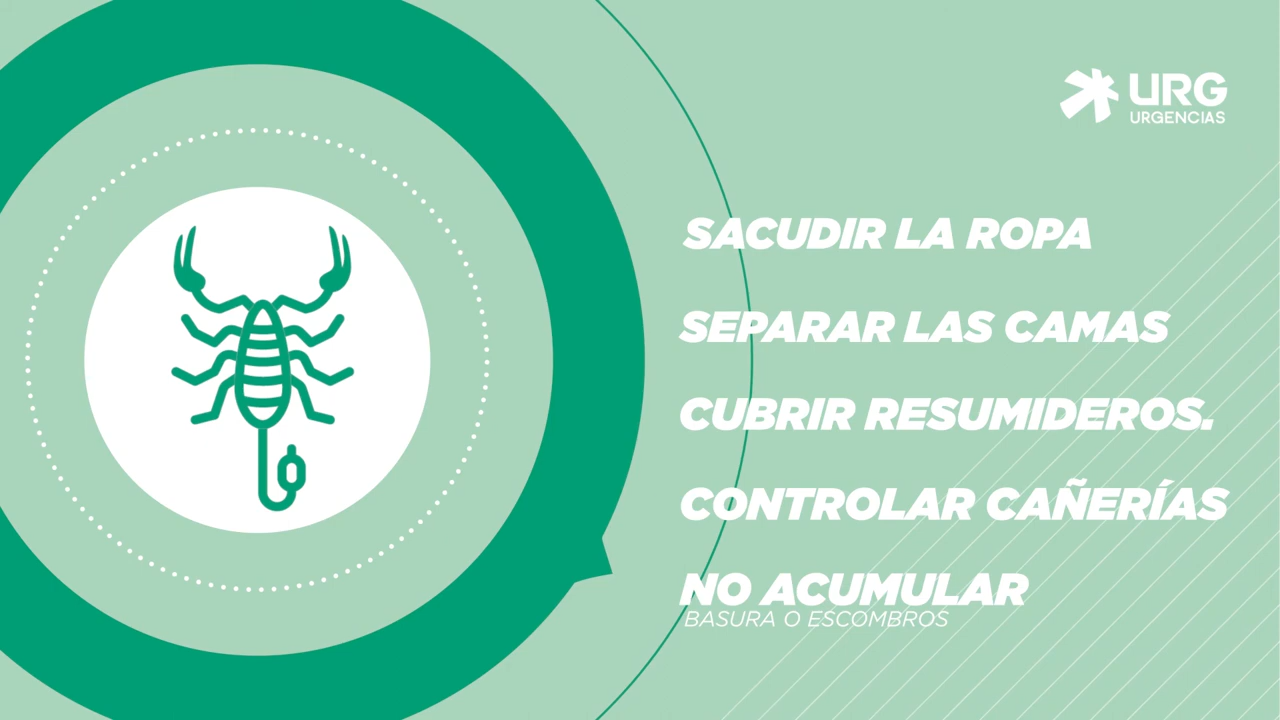 URG
URGENCIAS
SACUDIR LA ROPA
SEPARAR LAS CAMAS
CUBRIR RESUMIDEROS.
CONTROLAR CAÑERÍAS
NO ACUMULAR
BASURA O ESCOMBROS